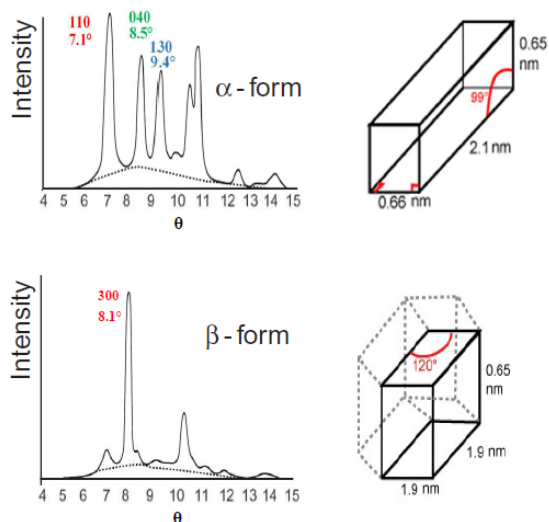 Intensity
110
7.1°
040
8.5°
130
9.4°
α-form
4 5 6 7 8 9 10 11 12 13 14 15
θ
0.65
nm
99°
2.1 nm
0.66 nm
Intensity
300
8.1°
β-form
4 5 6 7 8 9 10 11 12 13 14 15
θ
120°
0.65
nm
1.9 nm
1.9 nm